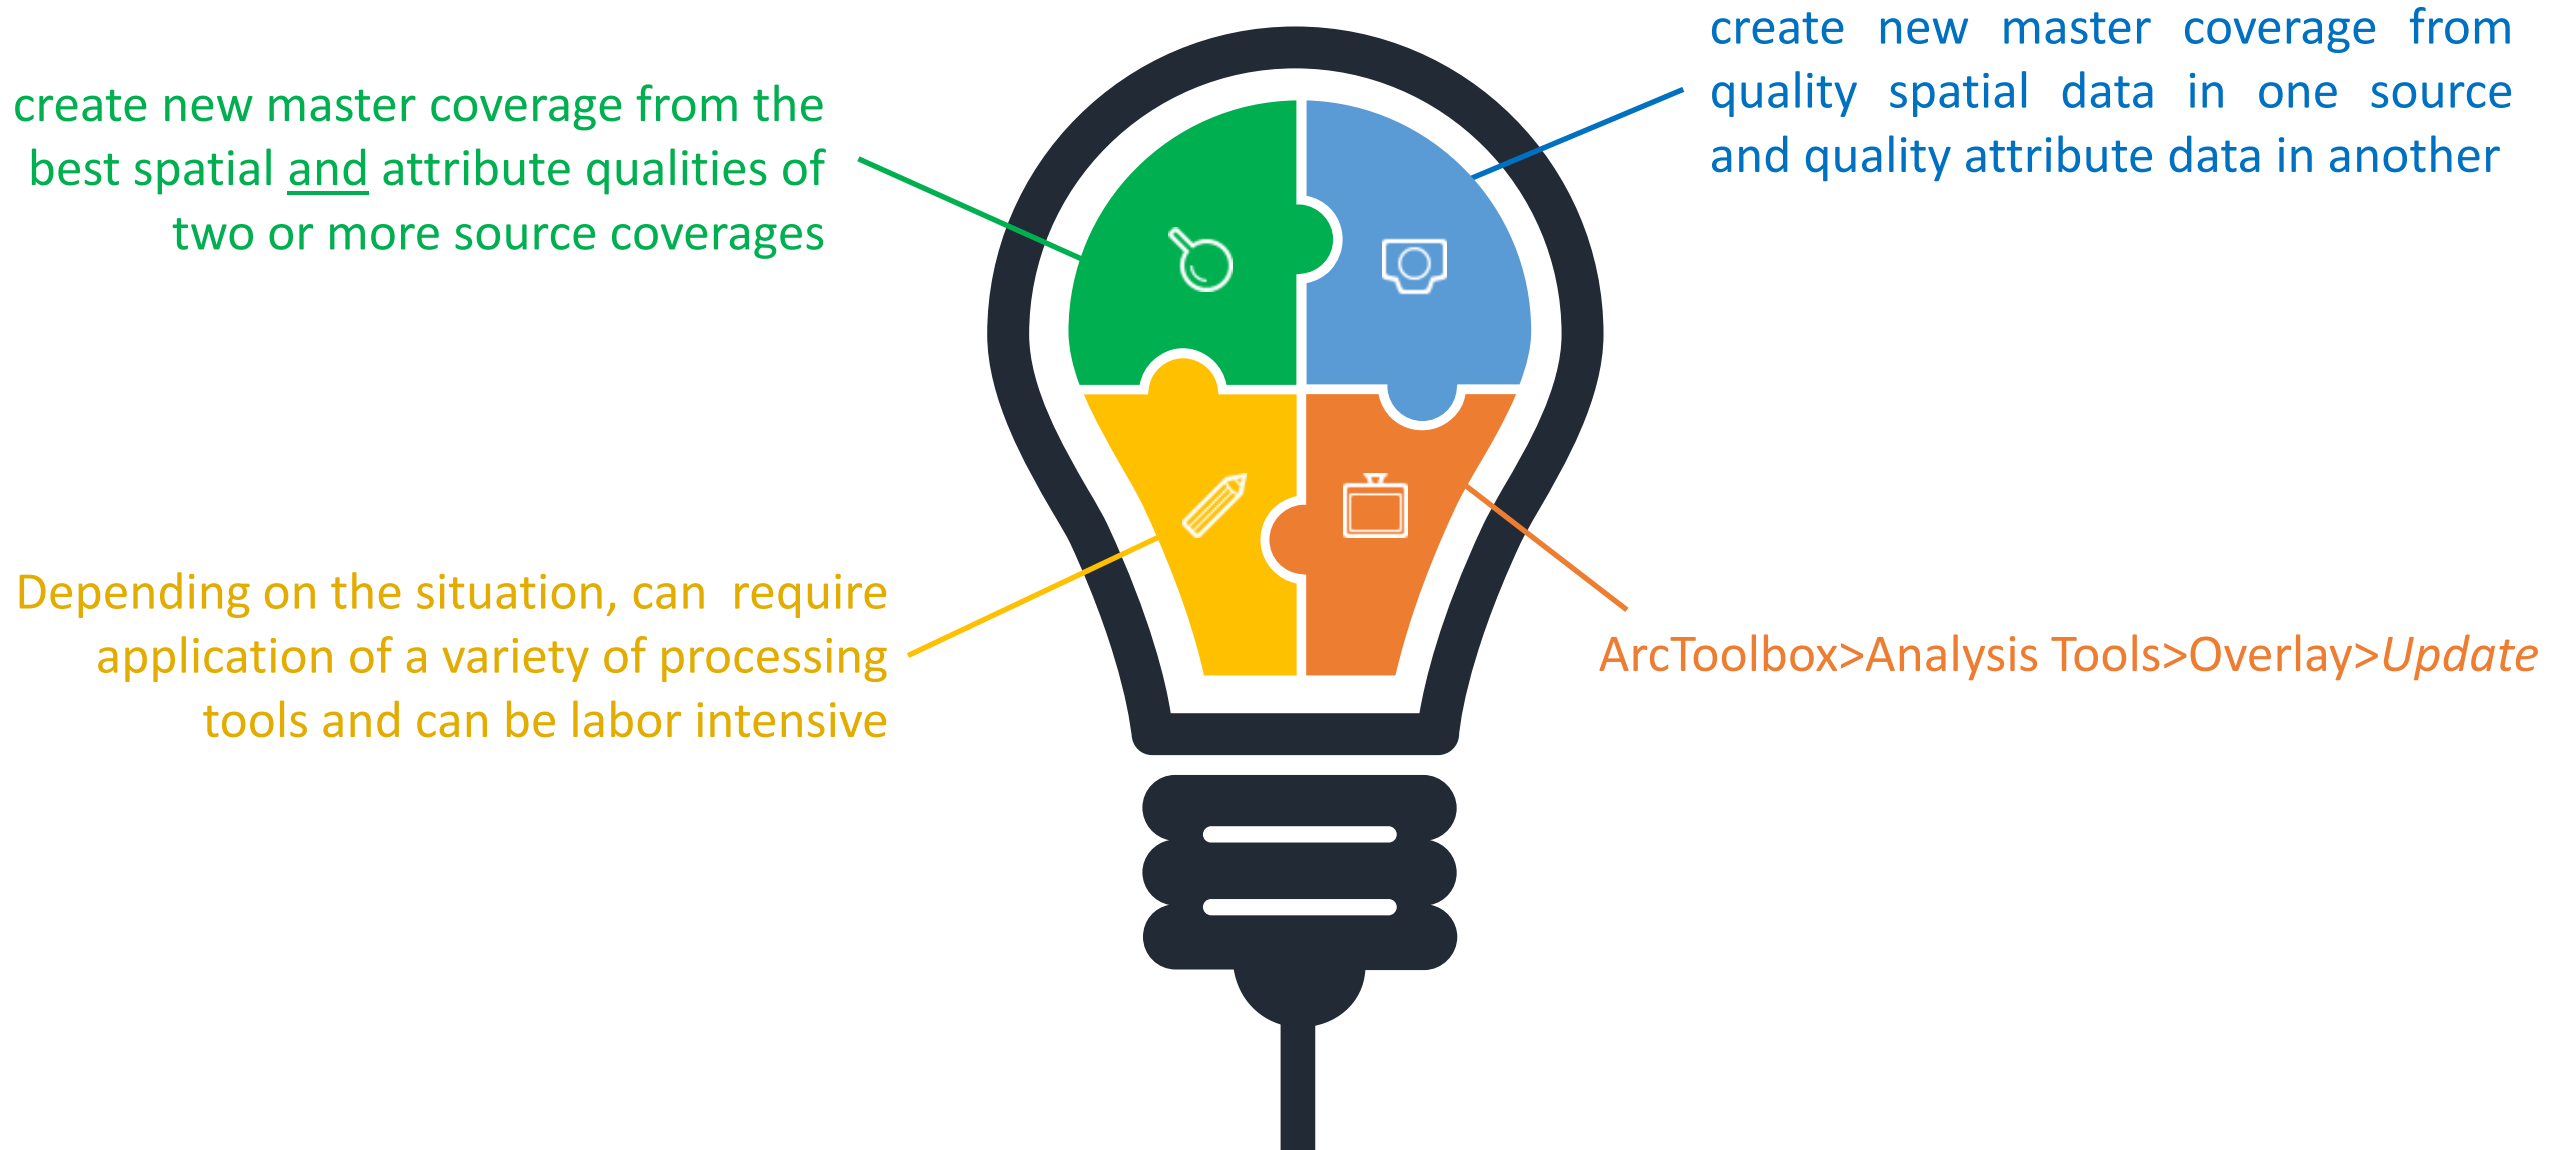 create new master coverage from the
best spatial and attribute qualities of
two or more source coverages
create new master coverage from
quality spatial data in one source
and quality attribute data in another
Depending on the situation, can  require
application of a variety of processing
tools and can be labor intensive
ArcToolbox>Analysis Tools>Overlay>Update